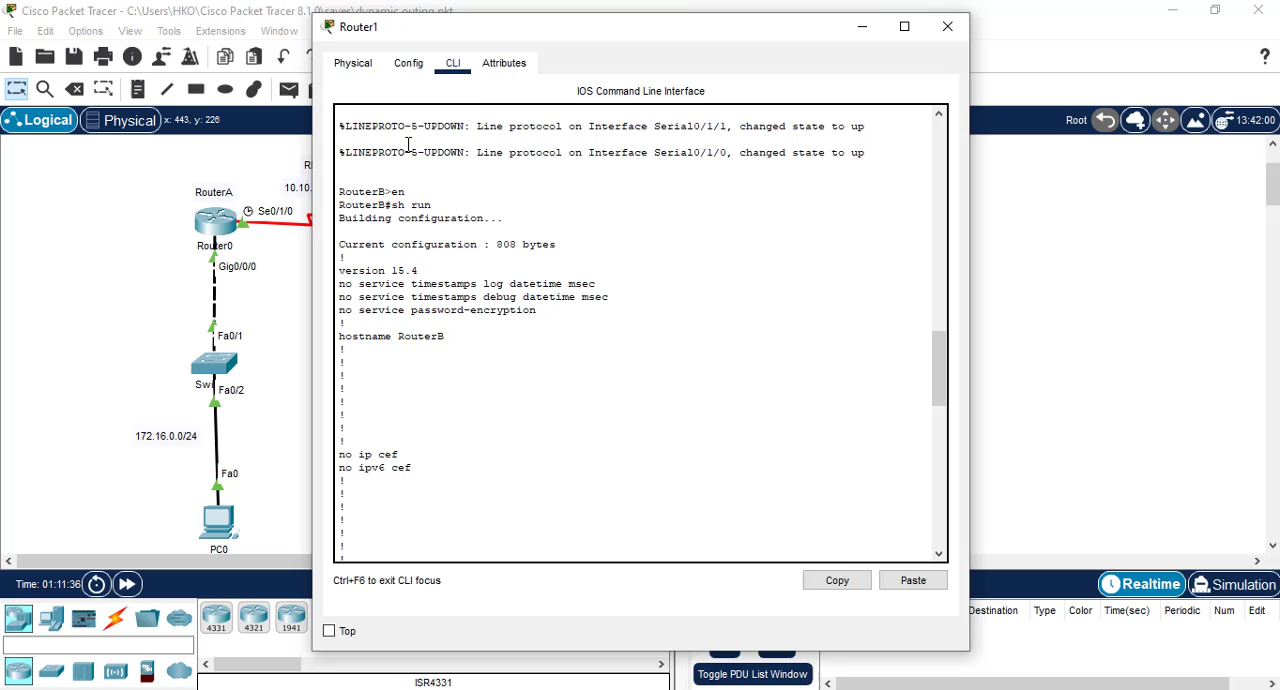 Cisco Packet Tracer - C:\Users\HKO\Cisco Packet Tracer 8.1.0\saves\dynamic outing.pkt
File Edit Options View Tools Extensions Window
Logical Physical x: 443, y: 226
Root 13:42:00
Router1
Physical Config CLI Attributes
IOS Command Line Interface
%LINEPROTO-5-UPDOWN: Line protocol on Interface Serial0/1/1, changed state to up
%LINEPROTO-5-UPDOWN: Line protocol on Interface Serial0/1/0, changed state to up
RouterB>en
RouterB#sh run
Building configuration...
Current configuration : 808 bytes
!
version 15.4
no service timestamps log datetime msec
no service timestamps debug datetime msec
no service password-encryption
!
hostname RouterB
!
!
!
!
!
!
!
!
no ip cef
no ipv6 cef
!
!
!
!
!
!
!
Ctrl+F6 to exit CLI focus
Copy Paste
Top
RouterA
10.10.
Se0/1/0
Router0
Gig0/0/0
Fa0/1
Swi
Fa0/2
172.16.0.0/24
Fa0
PC0
Time: 01:11:36
Realtime Simulation
4331 4321 1941
ISR4331
Destination Type Color Time(sec) Periodic Num Edit
Toggle PDU List Window